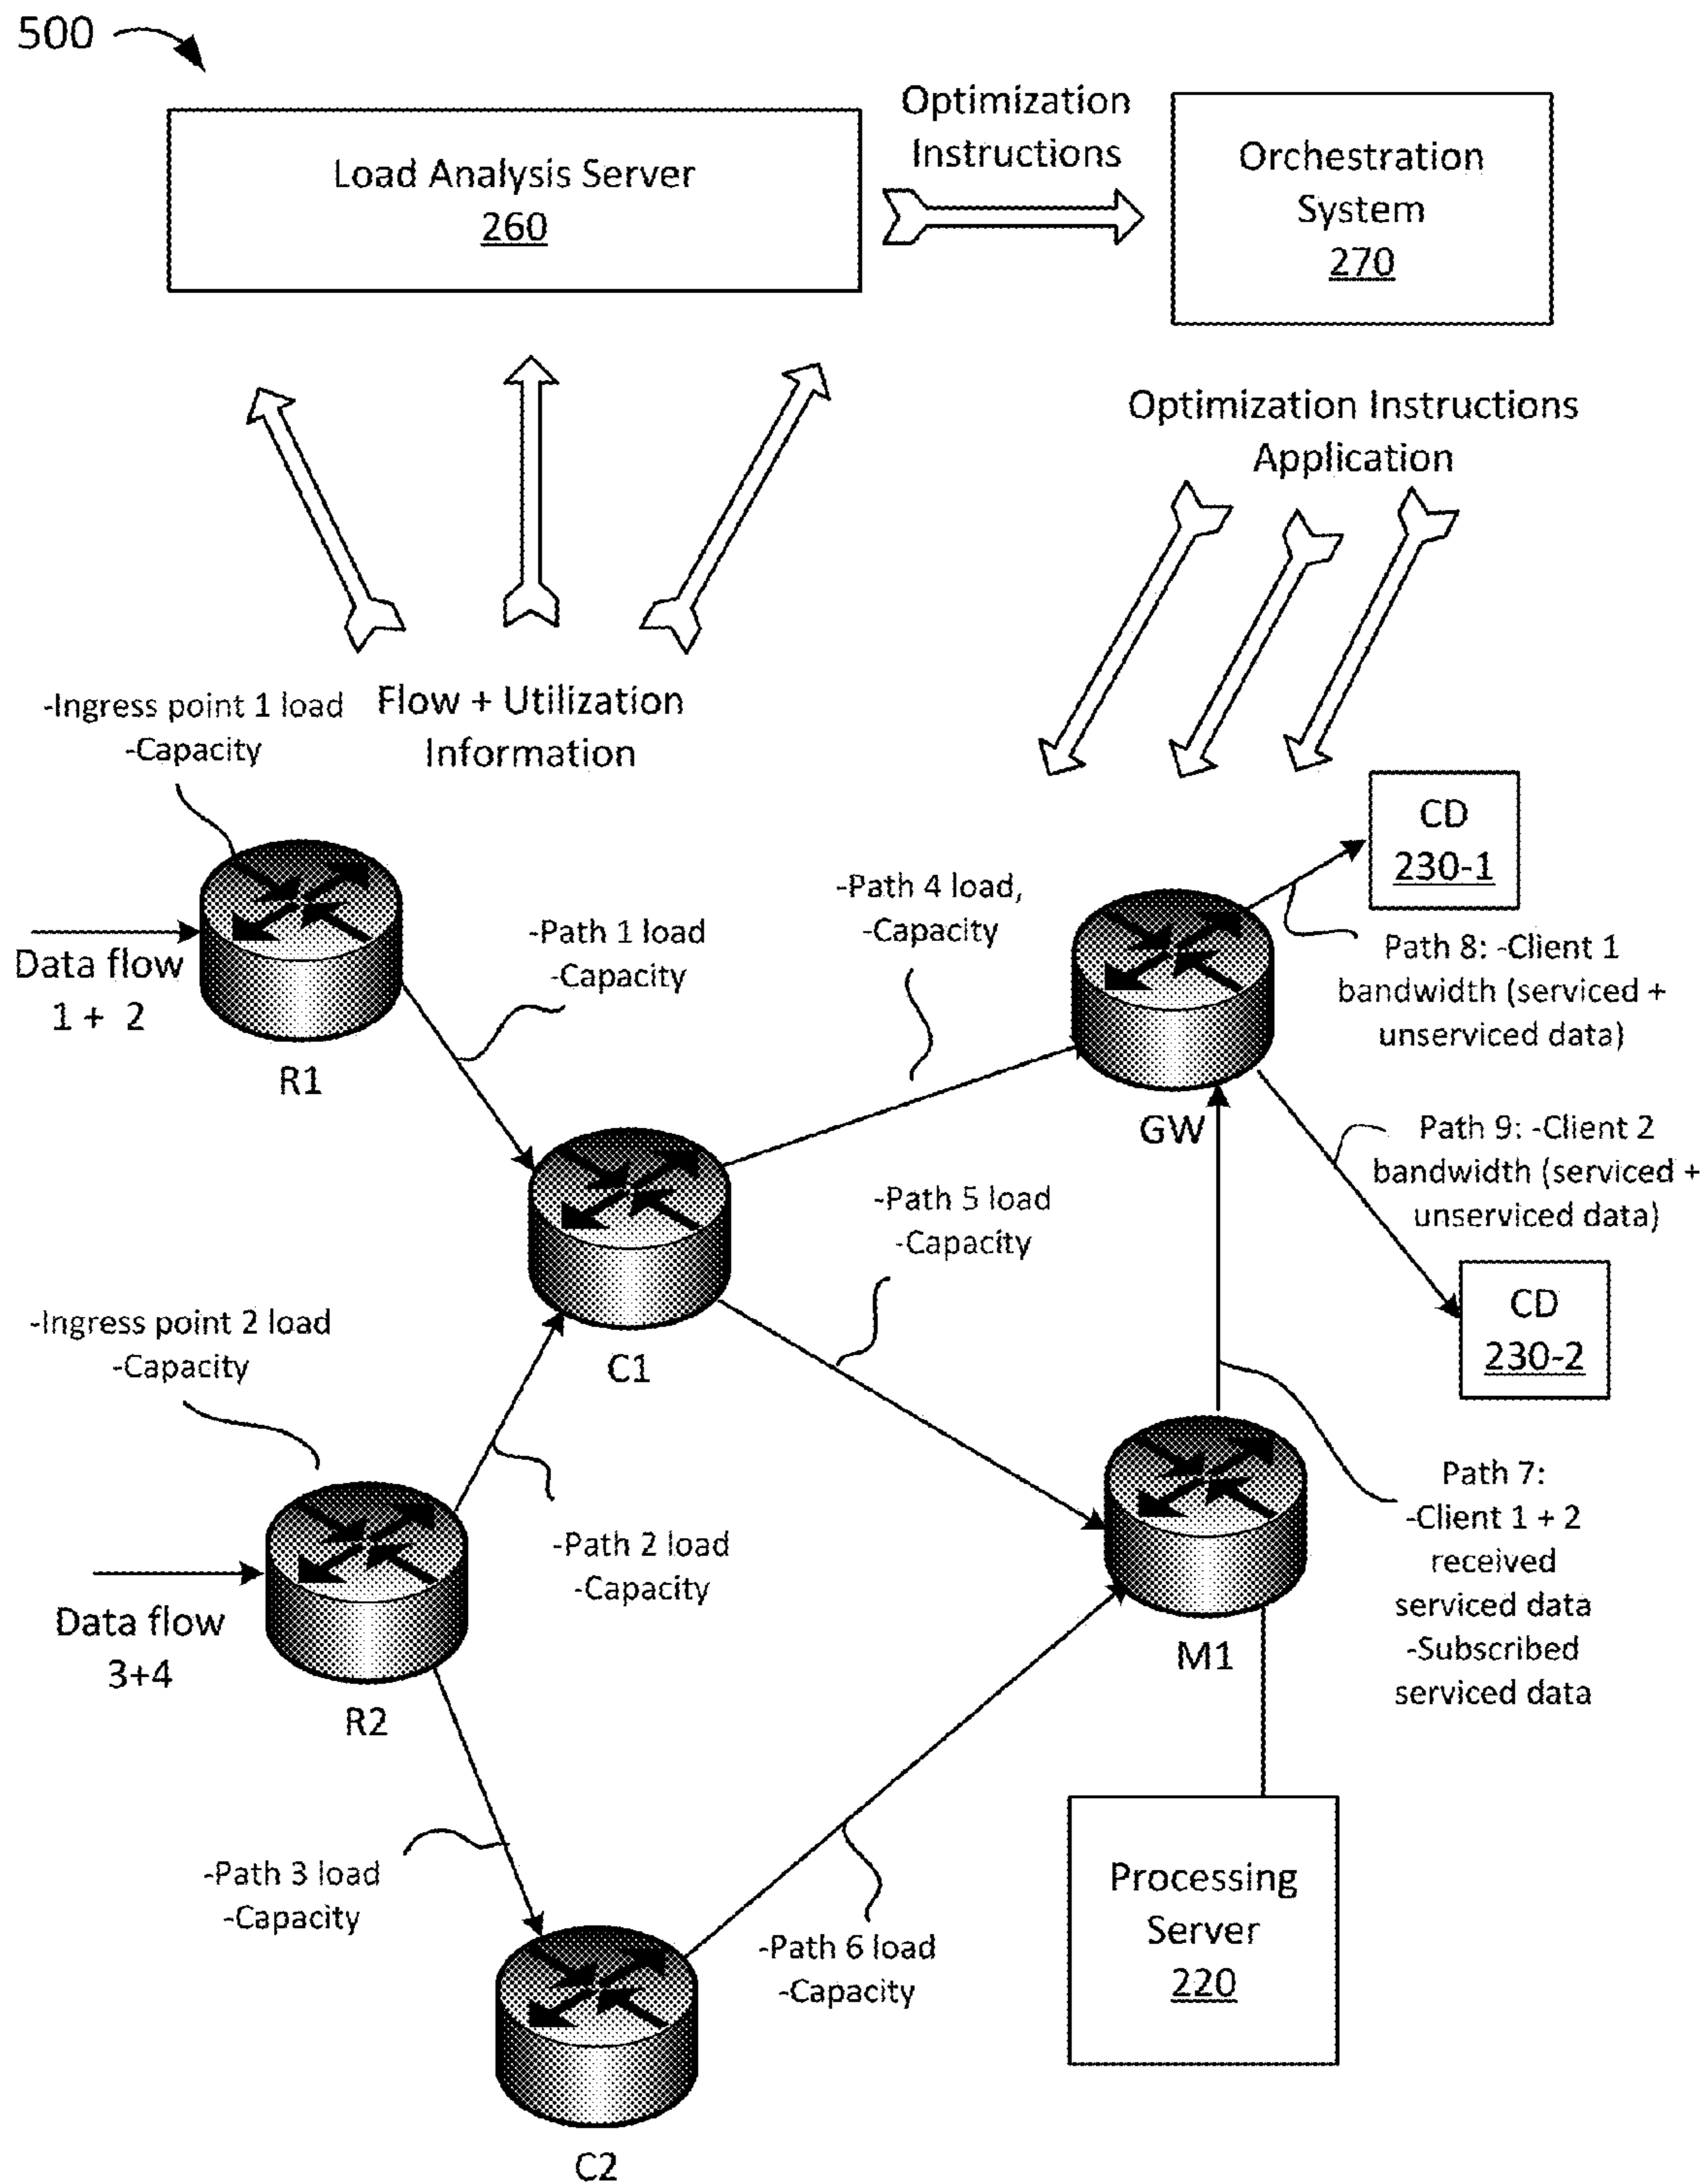 500
Load Analysis Server
260
Optimization
Instructions
Orchestration
System
270
Optimization Instructions
Application
-Ingress point 1 load
-Capacity
Flow + Utilization
Information
Data flow
1 + 2
R1
-Path 1 load
-Capacity
-Path 4 load,
-Capacity
GW
CD
230-1
Path 8: -Client 1
bandwidth (serviced +
unserviced data)
Path 9: -Client 2
bandwidth (serviced +
unserviced data)
CD
230-2
C1
-Path 5 load
-Capacity
-Ingress point 2 load
-Capacity
Data flow
3+4
R2
-Path 2 load
-Capacity
M1
Path 7:
-Client 1 + 2
received
serviced data
-Subscribed
serviced data
-Path 3 load
-Capacity
-Path 6 load
-Capacity
Processing
Server
220
C2